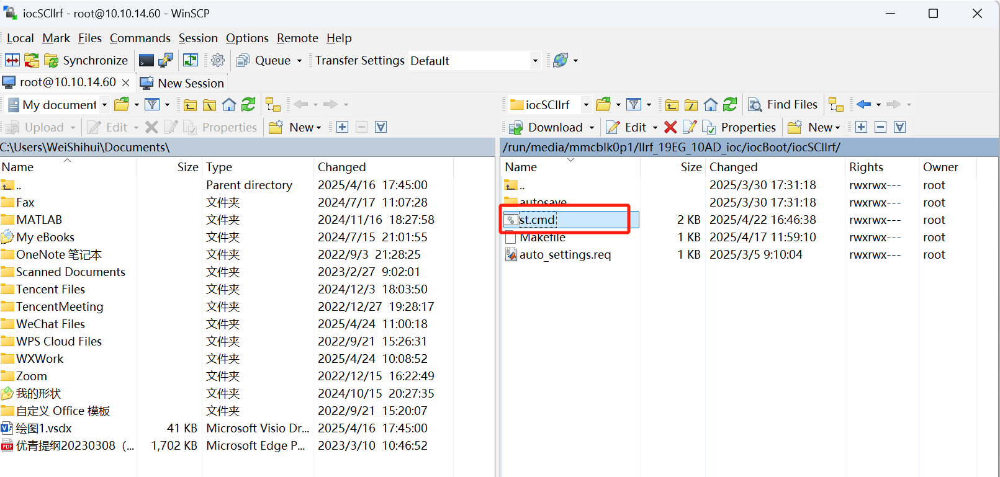 iocSCllrf - root@10.10.14.60 - WinSCP
Local Mark Files Commands Session Options Remote Help
Synchronize Queue Transfer Settings Default
root@10.10.14.60 × New Session
My document iocSCllrf Find Files
Upload Edit Properties New Download Edit Properties New
C:\Users\WeiShihui\Documents\ /run/media/mmcblk0p1/llrf_19EG_10AD_ioc/iocBoot/iocSCllrf/
Name Size Type Changed Name Size Changed Rights Owner
.. Parent directory 2025/4/16 17:45:00 .. 2025/3/30 17:31:18 rwxrwx--- root
Fax 文件夹 2024/7/17 11:07:28 autosave 2025/3/30 17:31:18 rwxrwx--- root
MATLAB 文件夹 2024/11/16 18:27:58 st.cmd 2 KB 2025/4/22 16:46:38 rwxrwx--- root
My eBooks 文件夹 2024/7/15 21:01:55 Makefile 1 KB 2025/4/17 11:59:10 rwxrwx--- root
OneNote 笔记本 文件夹 2022/9/3 21:28:25 auto_settings.req 1 KB 2025/3/5 9:10:04 rwxrwx--- root
Scanned Documents 文件夹 2023/2/27 9:02:01
Tencent Files 文件夹 2024/12/3 18:03:50
TencentMeeting 文件夹 2022/12/27 19:28:17
WeChat Files 文件夹 2025/4/24 11:00:18
WPS Cloud Files 文件夹 2022/9/21 15:26:31
WXWork 文件夹 2025/4/24 10:08:52
Zoom 文件夹 2022/12/15 16:22:49
我的形状 文件夹 2024/10/15 20:27:35
自定义 Office 模板 文件夹 2022/9/21 15:20:07
绘图1.vsdx 41 KB Microsoft Visio Dr... 2025/4/16 17:45:00
优青提纲20230308（... 1,702 KB Microsoft Edge P... 2023/3/10 10:46:52